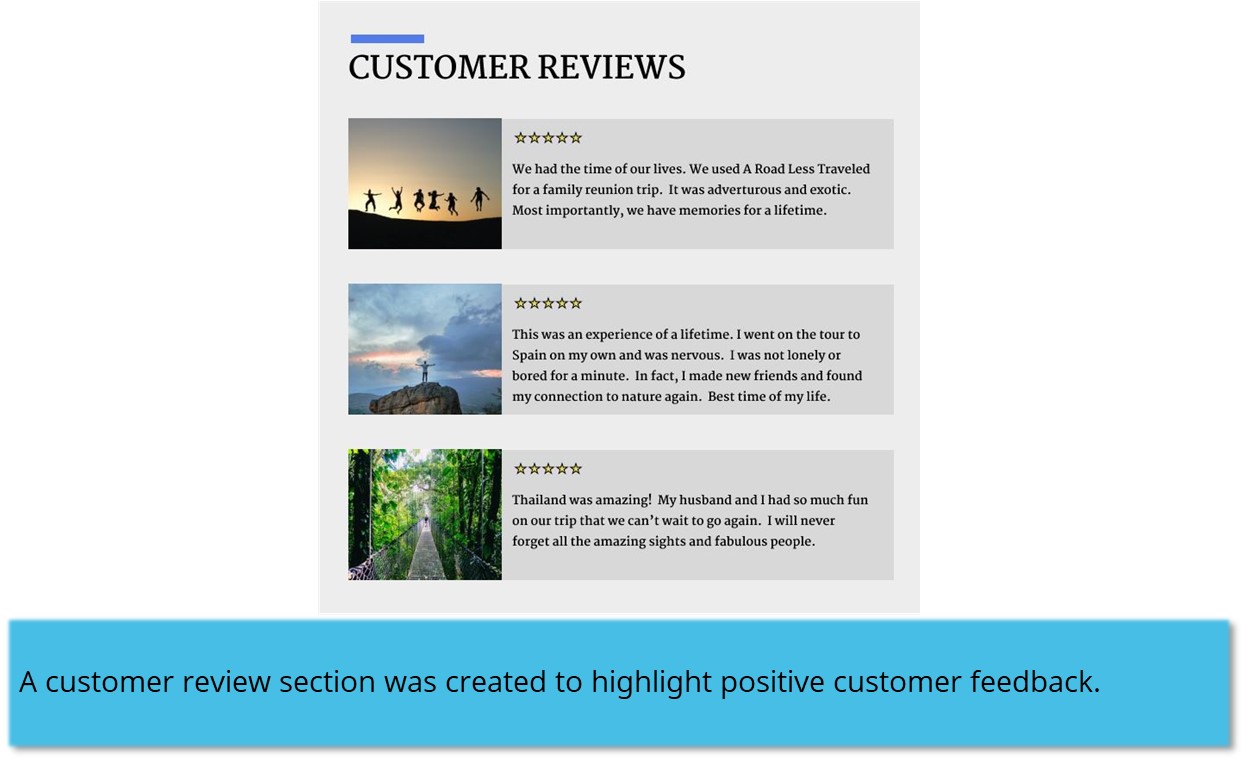 CUSTOMER REVIEWS
We had the time of our lives. We used A Road Less Traveled
for a family reunion trip.  It was adverturous and exotic.
Most importantly, we have memories for a lifetime.
This was an experience of a lifetime. I went on the tour to
Spain on my own and was nervous.  I was not lonely or
bored for a minute.  In fact, I made new friends and found
my connection to nature again.  Best time of my life.
Thailand was amazing!  My husband and I had so much fun
on our trip that we can’t wait to go again.  I will never
forget all the amazing sights and fabulous people.
A customer review section was created to highlight positive customer feedback.